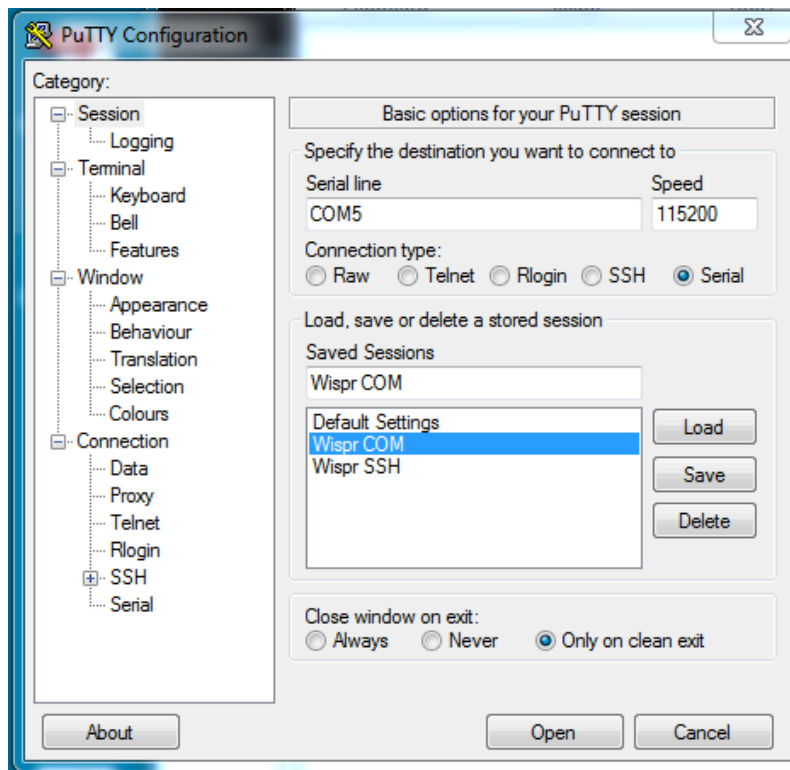 PuTTY Configuration
Category:
Session
Logging
Terminal
Keyboard
Bell
Features
Window
Appearance
Behaviour
Translation
Selection
Colours
Connection
Data
Proxy
Telnet
Rlogin
SSH
Serial
Basic options for your PuTTY session
Specify the destination you want to connect to
Serial line Speed
COM5 115200
Connection type:
Raw Telnet Rlogin SSH Serial
Load, save or delete a stored session
Saved Sessions
Wispr COM
Default Settings
Wispr COM
Wispr SSH
Load
Save
Delete
Close window on exit:
Always Never Only on clean exit
About Open Cancel